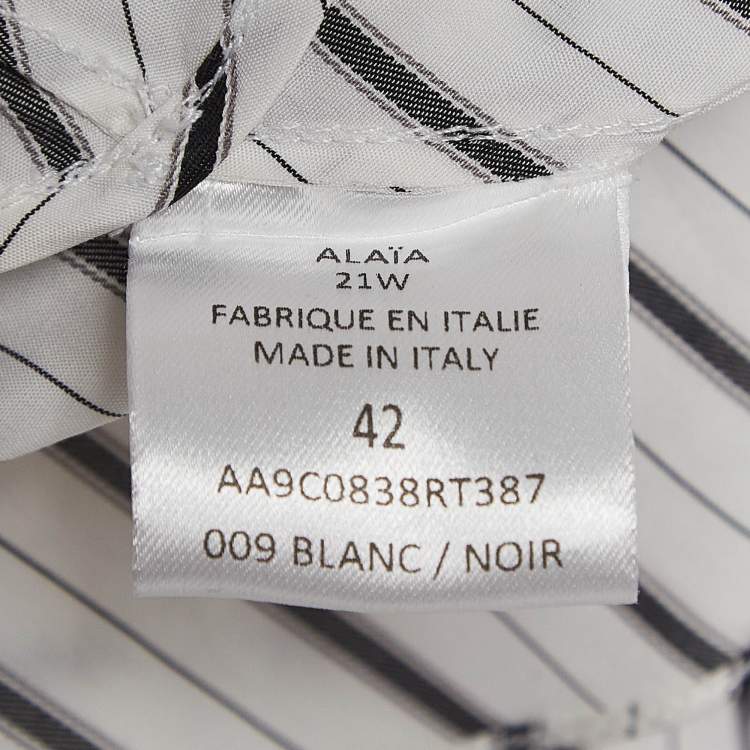 ALAÏA
21W
FABRIQUE EN ITALIE
MADE IN ITALY
42
AA9C0838RT387
009 BLANC / NOIR